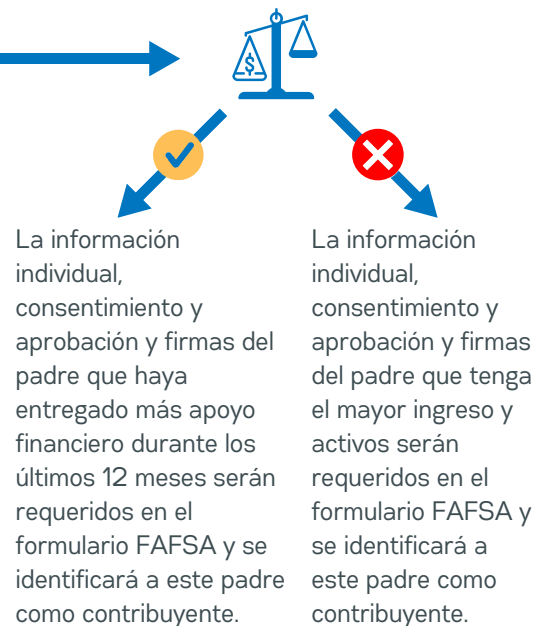 $
La información
individual,
consentimiento y
aprobación y firmas del
padre que haya
entregado más apoyo
financiero durante los
últimos 12 meses serán
requeridos en el
formulario FAFSA y se
identificará a este padre
como contribuyente.
La información
individual,
consentimiento y
aprobación y firmas
del padre que tenga
el mayor ingreso y
activos serán
requeridos en el
formulario FAFSA y
se identificará a
este padre como
contribuyente.